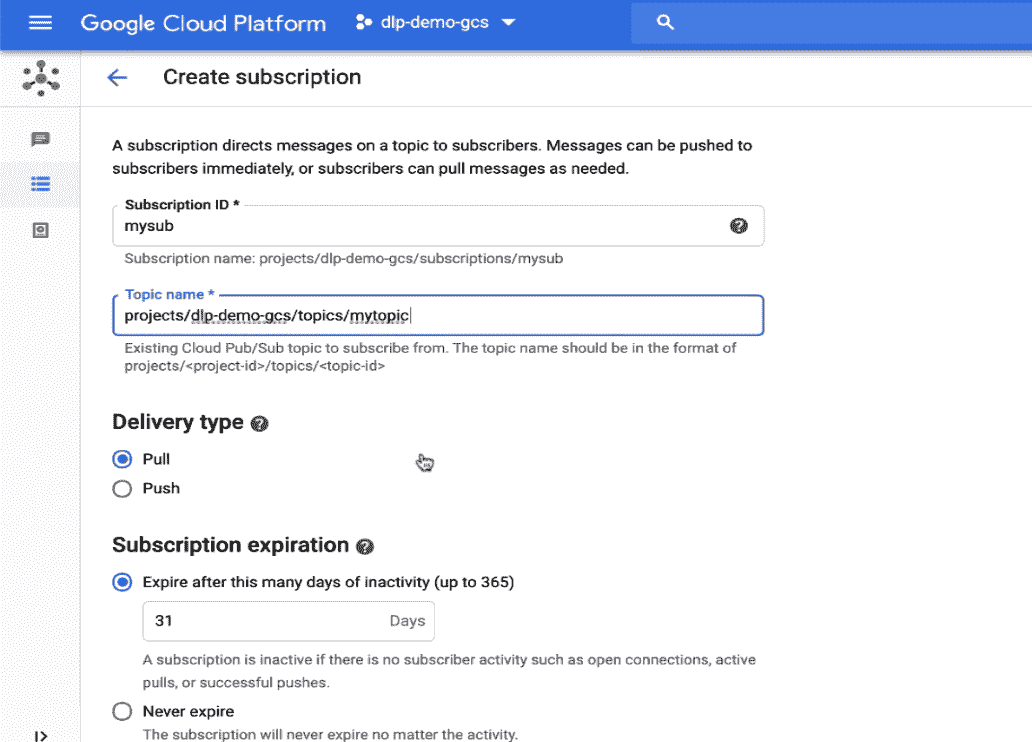 Google Cloud Platform
dlp-demo-gcs
Create subscription
A subscription directs messages on a topic to subscribers. Messages can be pushed to
subscribers immediately, or subscribers can pull messages as needed.
Subscription ID *
mysub
Subscription name: projects/dlp-demo-gcs/subscriptions/mysub
Topic name *
projects/dlp-demo-gcs/topics/mytopic
Existing Cloud Pub/Sub topic to subscribe from. The topic name should be in the format of
projects/<project-id>/topics/<topic-id>
Delivery type
Pull
Push
Subscription expiration
Expire after this many days of inactivity (up to 365)
31 Days
A subscription is inactive if there is no subscriber activity such as open connections, active
pulls, or successful pushes.
Never expire
The subscription will never expire no matter the activity.